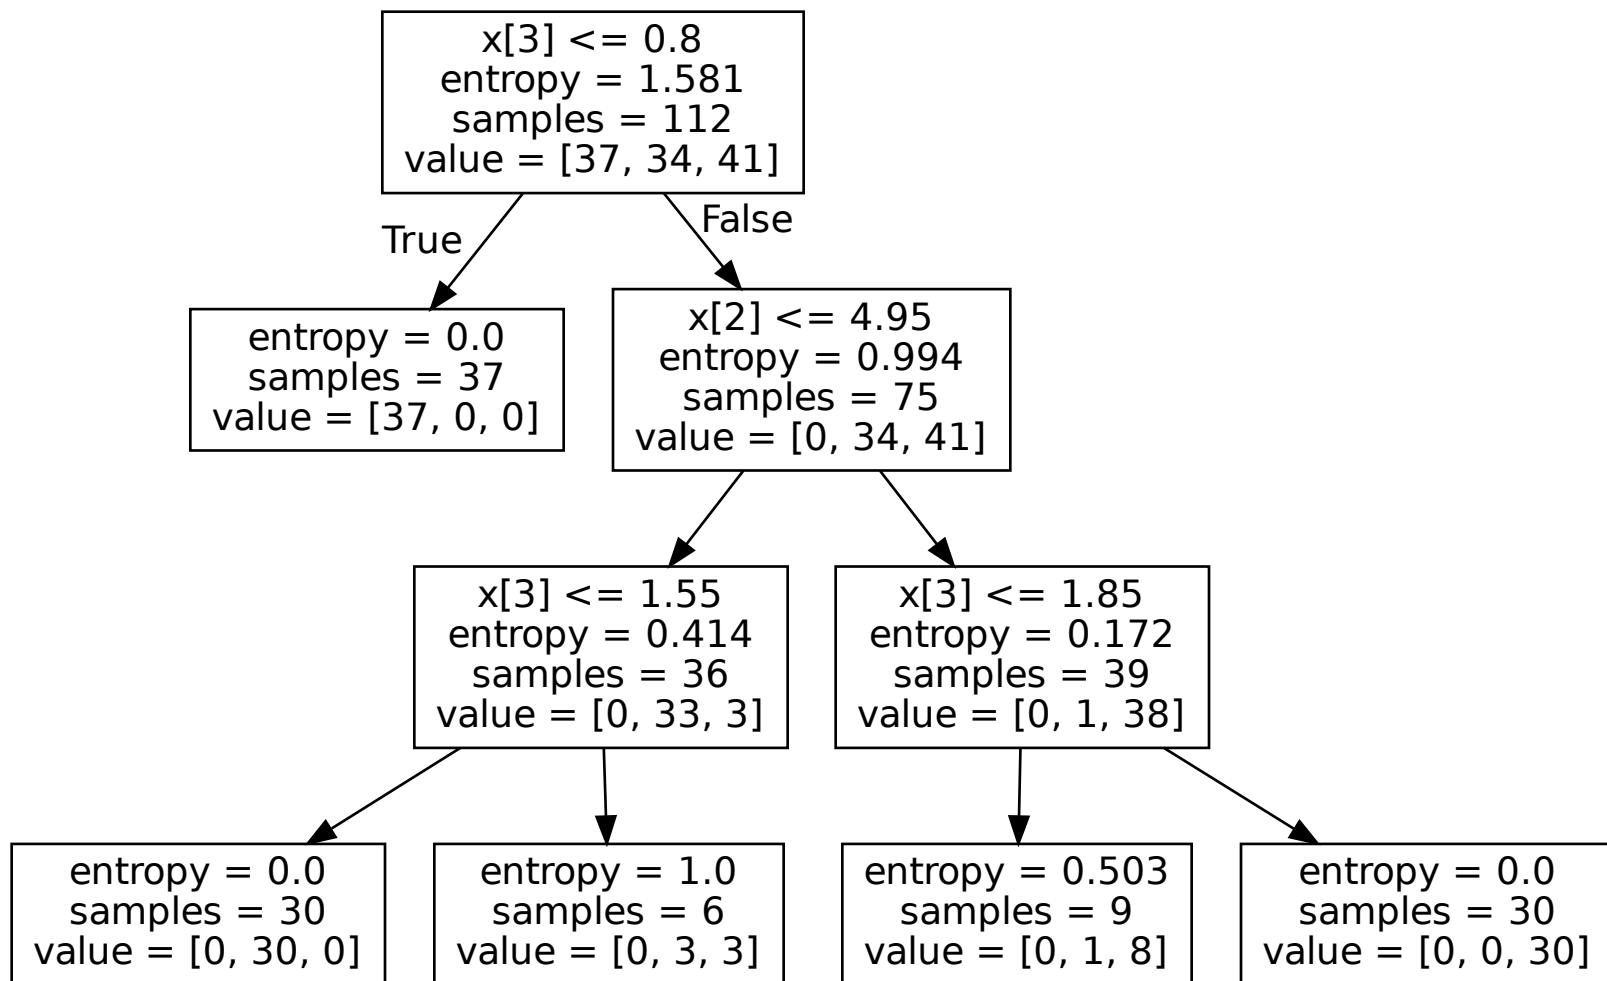 x[3] <= 0.8
entropy = 1.581
samples = 112
value = [37, 34, 41]
True
False
entropy = 0.0
samples = 37
value = [37, 0, 0]
x[2] <= 4.95
entropy = 0.994
samples = 75
value = [0, 34, 41]
x[3] <= 1.55
entropy = 0.414
samples = 36
value = [0, 33, 3]
x[3] <= 1.85
entropy = 0.172
samples = 39
value = [0, 1, 38]
entropy = 0.0
samples = 30
value = [0, 30, 0]
entropy = 1.0
samples = 6
value = [0, 3, 3]
entropy = 0.503
samples = 9
value = [0, 1, 8]
entropy = 0.0
samples = 30
value = [0, 0, 30]